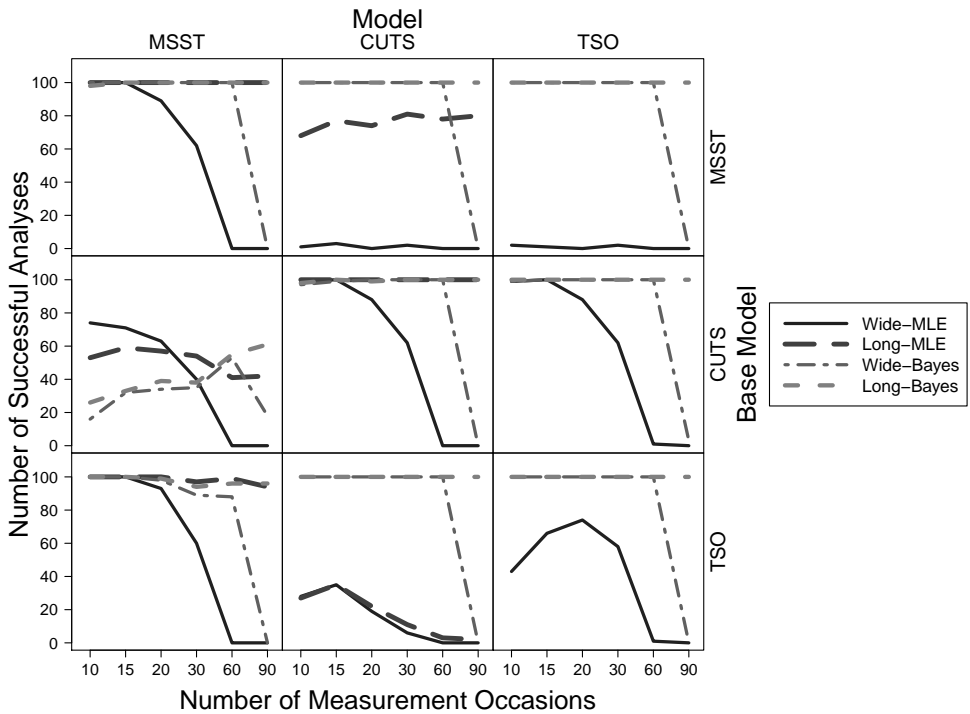 Model
MSST CUTS TSO
Number of Successful Analyses
100
80
60
40
20
0
MSST
100
80
60
40
20
0
CUTS
100
80
60
40
20
0
TSO
Base Model
10 15 20 30 60 90 10 15 20 30 60 90 10 15 20 30 60 90
Number of Measurement Occasions
Wide−MLE
Long−MLE
Wide−Bayes
Long−Bayes